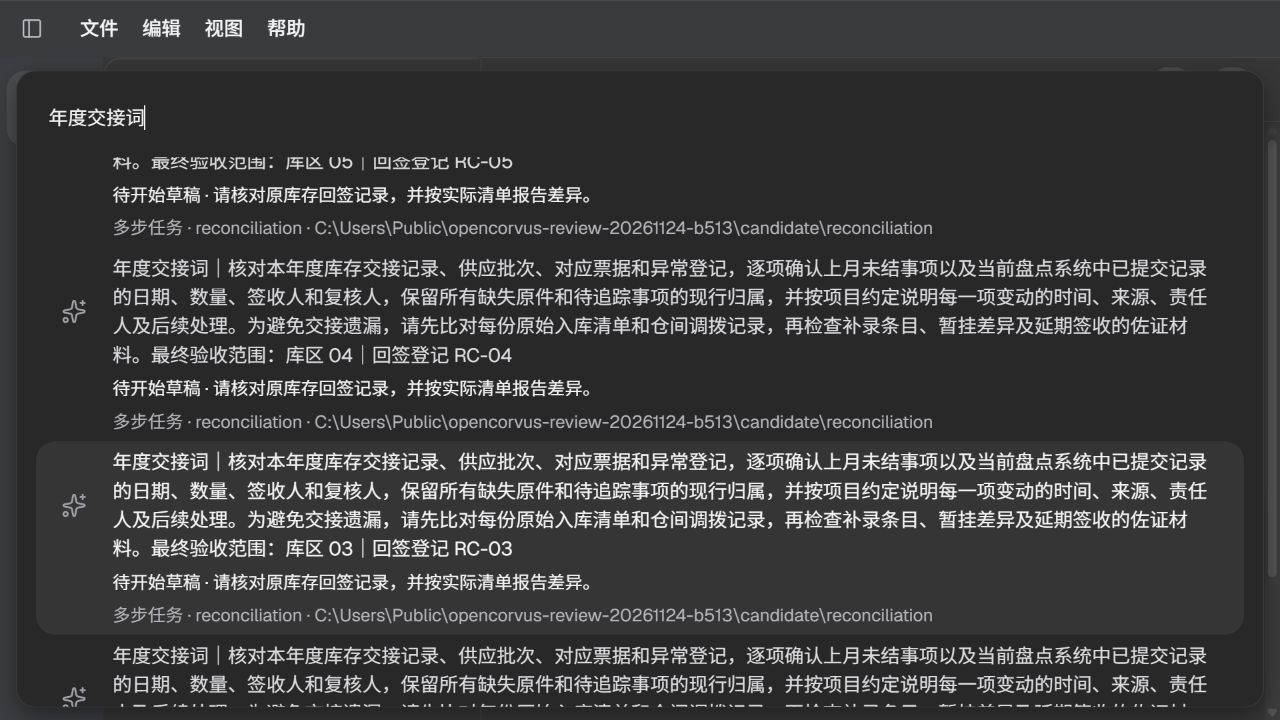 文件 编辑 视图 帮助
年度交接词
料。最终验收范围：库区 05｜回签登记 RC-05
待开始草稿 · 请核对原库存回签记录，并按实际清单报告差异。
多步任务 · reconciliation · C:\Users\Public\opencorvus-review-20261124-b513\candidate\reconciliation
年度交接词｜核对本年度库存交接记录、供应批次、对应票据和异常登记，逐项确认上月未结事项以及当前盘点系统中已提交记录
的日期、数量、签收人和复核人，保留所有缺失原件和待追踪事项的现行归属，并按项目约定说明每一项变动的时间、来源、责任
人及后续处理。为避免交接遗漏，请先比对每份原始入库清单和仓间调拨记录，再检查补录条目、暂挂差异及延期签收的佐证材
料。最终验收范围：库区 04｜回签登记 RC-04
待开始草稿 · 请核对原库存回签记录，并按实际清单报告差异。
多步任务 · reconciliation · C:\Users\Public\opencorvus-review-20261124-b513\candidate\reconciliation
年度交接词｜核对本年度库存交接记录、供应批次、对应票据和异常登记，逐项确认上月未结事项以及当前盘点系统中已提交记录
的日期、数量、签收人和复核人，保留所有缺失原件和待追踪事项的现行归属，并按项目约定说明每一项变动的时间、来源、责任
人及后续处理。为避免交接遗漏，请先比对每份原始入库清单和仓间调拨记录，再检查补录条目、暂挂差异及延期签收的佐证材
料。最终验收范围：库区 03｜回签登记 RC-03
待开始草稿 · 请核对原库存回签记录，并按实际清单报告差异。
多步任务 · reconciliation · C:\Users\Public\opencorvus-review-20261124-b513\candidate\reconciliation
年度交接词｜核对本年度库存交接记录、供应批次、对应票据和异常登记，逐项确认上月未结事项以及当前盘点系统中已提交记录
的日期、数量、签收人和复核人，保留所有缺失原件和待追踪事项的现行归属，并按项目约定说明每一项变动的时间、来源、责任